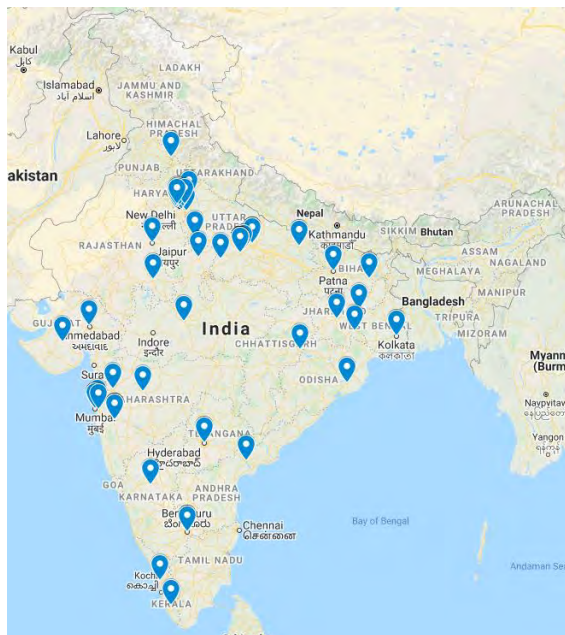 Kabul
کابل
LADAKH
Islamabad
اسلام آباد
JAMMU AND
KASHMIR
HIMACHAL
PRADESH
Lahore
لاہور
PUNJAB
UTTARAKHAND
akistan
HARYANA
New Delhi
Nepal
ARUNACHAL
PRADESH
UTTAR
PRADESH
Kathmandu
काठमाडौं
SIKKIM
Bhutan
RAJASTHAN
Jaipur
जयपुर
ASSAM
NAGALAND
BIHAR
Patna
पटना
MEGHALAYA
MANIPUR
Bangladesh
GUJARAT
Ahmedabad
અમદાવાદ
India
JHARKHAND
WEST BENGAL
TRIPURA
MIZORAM
Indore
इन्दौर
CHHATTISGARH
Kolkata
কলকাতা
Myanm
(Burm
Sura
ODISHA
MAHARASHTRA
Mumbai
मुंबई
Naypyitaw
Yangon
TELANGANA
Hyderabad
GOA
KARNATAKA
ANDHRA
PRADESH
Bengaluru
Chennai
சென்னை
Bay of Bengal
TAMIL NADU
Andaman Se
Kochi
കൊച്ചി
KERALA